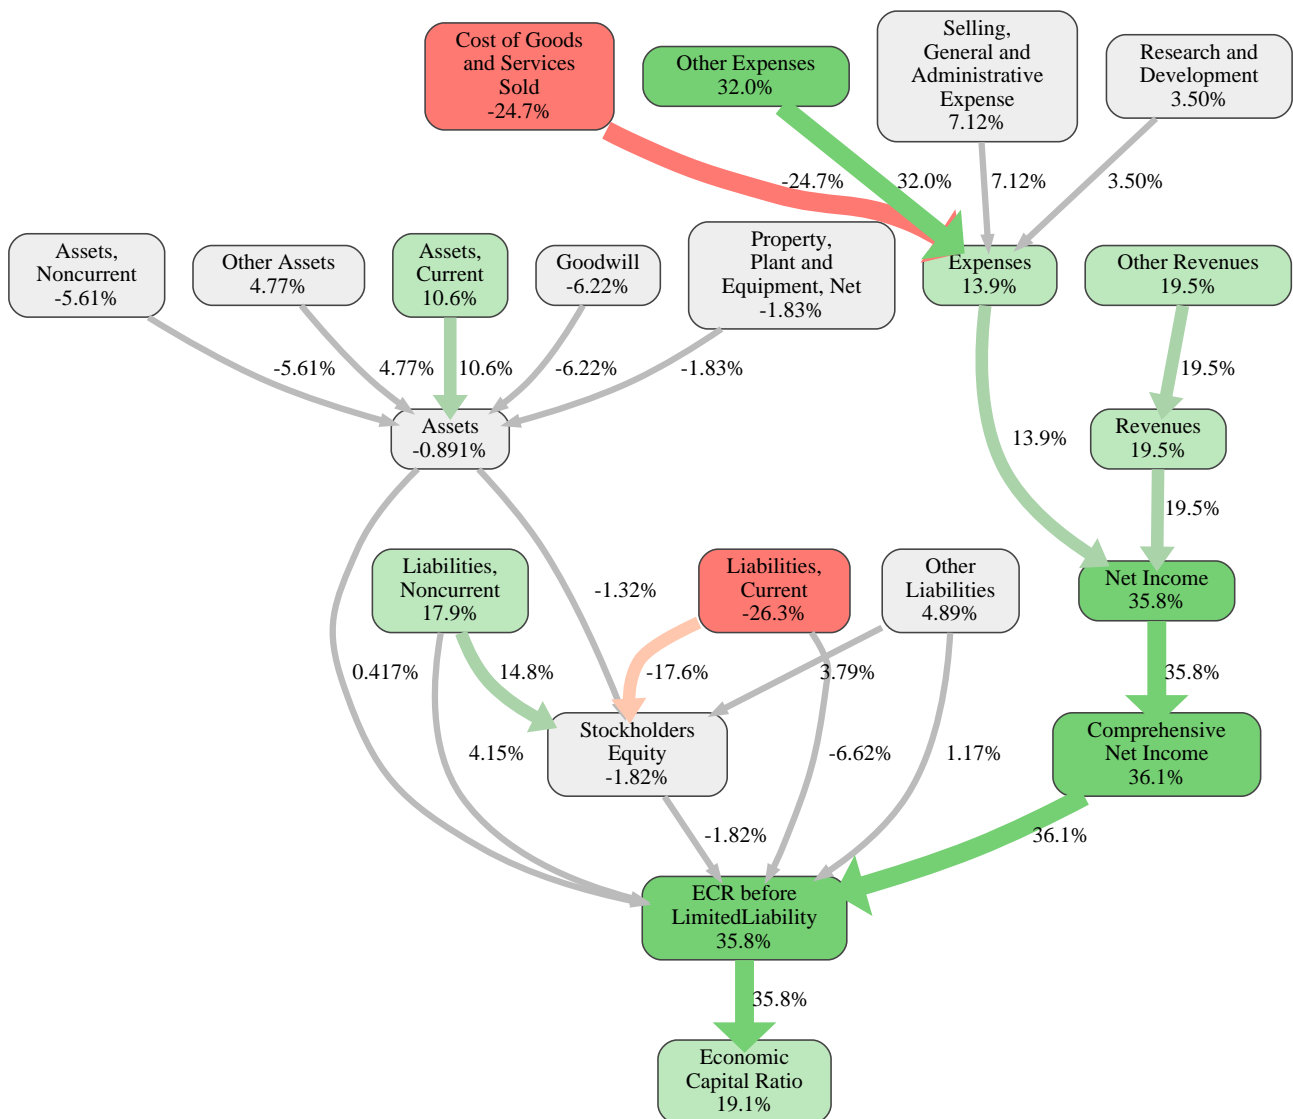 Cost of Goods
and Services
Sold
-24.7%
Other Expenses
32.0%
Selling,
General and
Administrative
Expense
7.12%
Research and
Development
3.50%
-24.7%
32.0%
7.12%
3.50%
Assets,
Noncurrent
-5.61%
Other Assets
4.77%
Assets,
Current
10.6%
Goodwill
-6.22%
Property,
Plant and
Equipment, Net
-1.83%
Expenses
13.9%
Other Revenues
19.5%
-5.61%
4.77%
10.6%
-6.22%
-1.83%
19.5%
Assets
-0.891%
13.9%
Revenues
19.5%
19.5%
Liabilities,
Noncurrent
17.9%
-1.32%
Liabilities,
Current
-26.3%
Other
Liabilities
4.89%
Net Income
35.8%
0.417%
14.8%
-17.6%
3.79%
35.8%
Stockholders
Equity
-1.82%
Comprehensive
Net Income
36.1%
4.15%
-6.62%
1.17%
-1.82%
36.1%
ECR before
LimitedLiability
35.8%
35.8%
Economic
Capital Ratio
19.1%